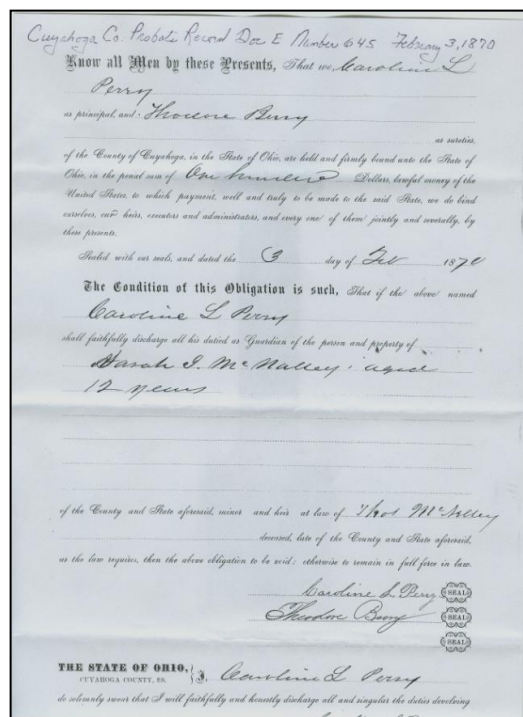 Cuyahoga Co. Probate Record Doc E Number 645 February 3, 1870
Know all Men by these Presents, That we, Caroline L
Perry
as principal, and Theodore Berry
as sureties,
of the County of Cuyahoga, in the State of Ohio, are held and firmly bound unto the State of
Ohio, in the penal sum of One hundred Dollars, lawful money of the
United States, to which payment, well and truly to be made to the said State, we do bind
ourselves, our heirs, executors and administrators, and every one of them jointly and severally, by
these presents.
Sealed with our seals, and dated the 3 day of Feb 1870
The Condition of this Obligation is such, That if the above named
Caroline L Perry
shall faithfully discharge all his duties as Guardian of the person and property of
Sarah J. McNalley aged
12 years
of the County and State aforesaid, minor and heir at law of Thos McNalley
deceased, late of the County and State aforesaid,
as the law requires, then the above obligation to be void; otherwise to remain in full force in law.
Caroline L Perry SEAL
Theodore Berry SEAL
SEAL
THE STATE OF OHIO,
CUYAHOGA COUNTY, SS. } I, Caroline L Perry
do solemnly swear that I will faithfully and honestly discharge all and singular the duties devolving